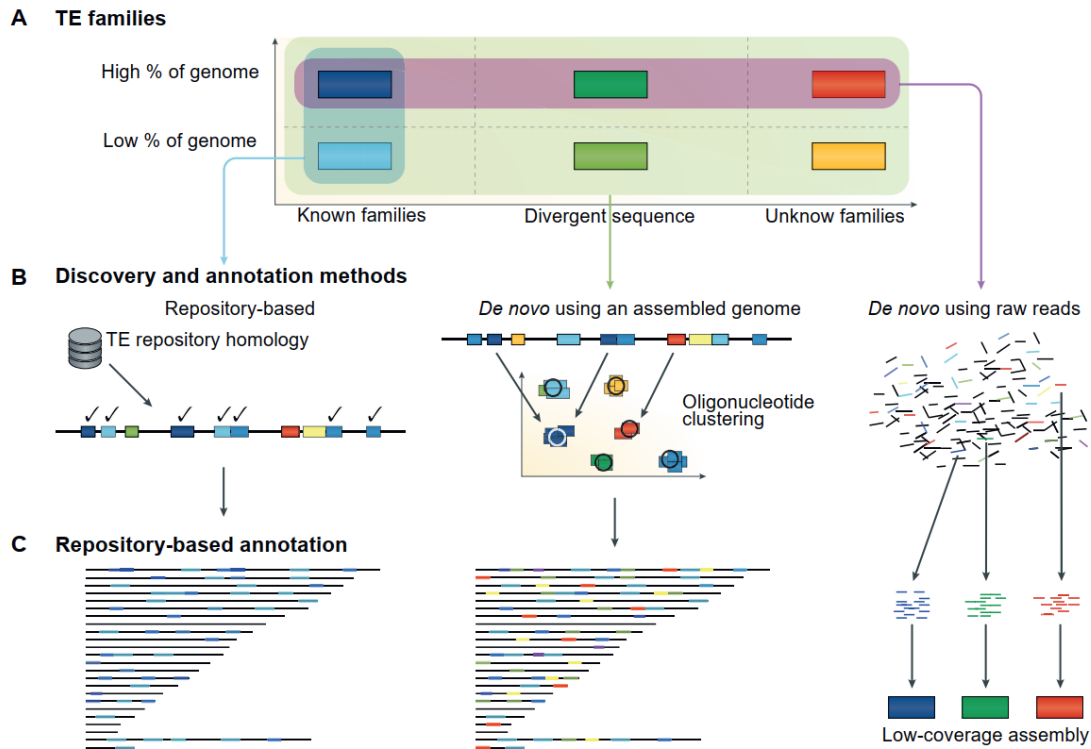 A TE families
High % of genome
Low % of genome
Known families
Divergent sequence
Unknow families
B Discovery and annotation methods
Repository-based
TE repository homology
De novo using an assembled genome
Oligonucleotide
clustering
De novo using raw reads
C Repository-based annotation
Low-coverage assembly